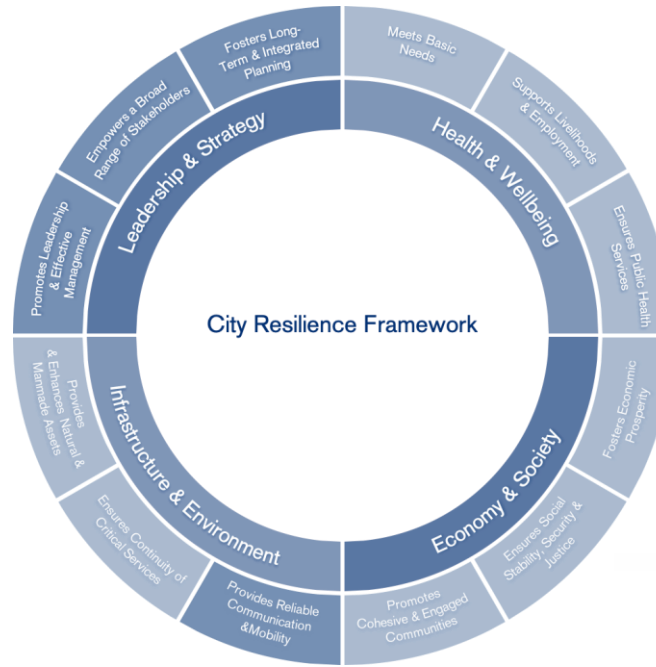 Fosters Long-
Term & Integrated
Planning
Meets Basic
Needs
Empowers a Broad
Range of Stakeholders
Supports Livelihoods
& Employment
Leadership & Strategy
Health & Wellbeing
Promotes Leadership
& Effective
Management
Ensures Public Health
Services
City Resilience Framework
Provides
& Enhances Natural &
Manmade Assets
Fosters Economic
Prosperity
Infrastructure & Environment
Economy & Society
Ensures Continuity of
Critical Services
Ensures Social
Stability, Security &
Justice
Provides Reliable
Communication
&Mobility
Promotes
Cohesive & Engaged
Communities